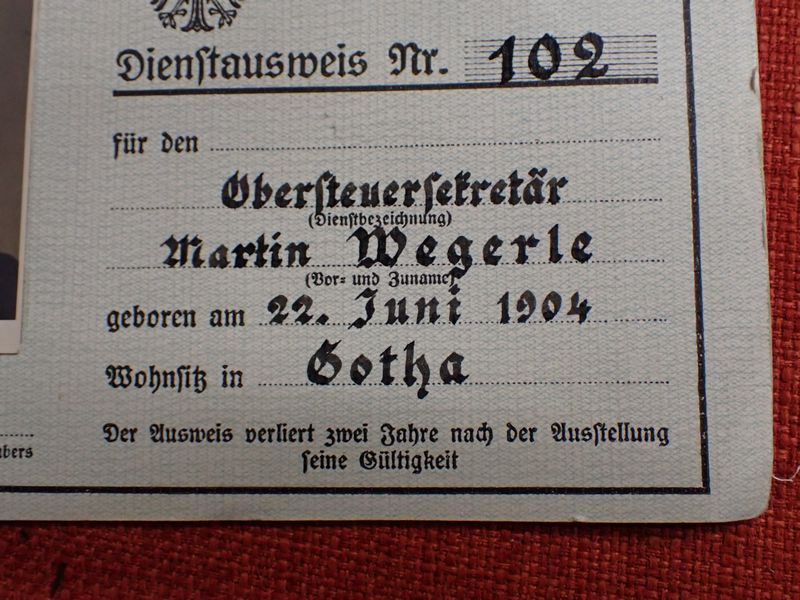 Dienstausweis Nr. 102
für den
Obersteuersekretär
(Dienstbezeichnung)
Martin Wegerle
(Vor- und Zuname)
geboren am 22. Juni 1904
Wohnsitz in Gotha
Der Ausweis verliert zwei Jahre nach der Ausstellung
seine Gültigkeit